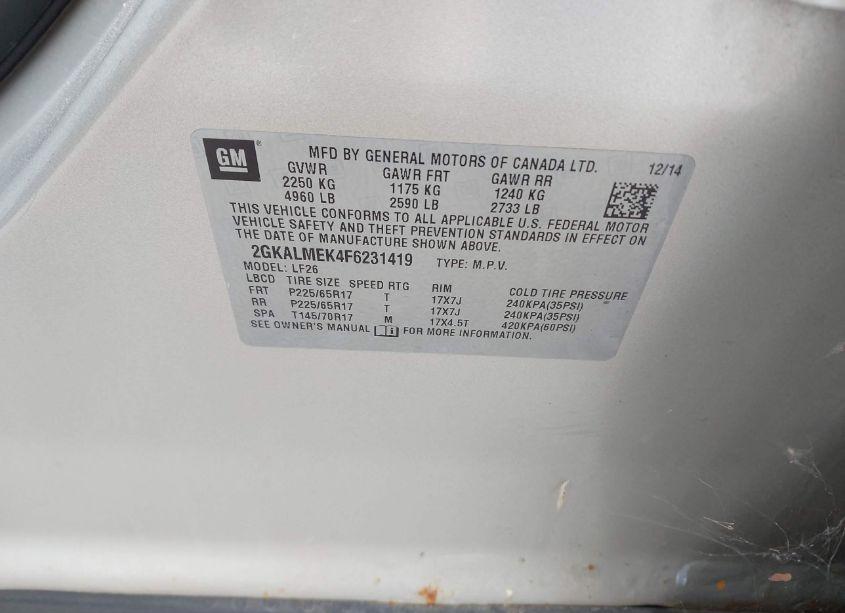 GM
MFD BY GENERAL MOTORS OF CANADA LTD. 12/14
GVWR GAWR FRT GAWR RR
2250 KG 1175 KG 1240 KG
4960 LB 2590 LB 2733 LB
THIS VEHICLE CONFORMS TO ALL APPLICABLE U.S. FEDERAL MOTOR
VEHICLE SAFETY AND THEFT PREVENTION STANDARDS IN EFFECT ON
THE DATE OF MANUFACTURE SHOWN ABOVE.
2GKALMEK4F6231419 TYPE: M.P.V.
MODEL: LF26
LBCD TIRE SIZE SPEED RTG RIM COLD TIRE PRESSURE
FRT P225/65R17 T 17X7J 240KPA(35PSI)
RR P225/65R17 T 17X7J 240KPA(35PSI)
SPA T145/70R17 M 17X4.5T 420KPA(60PSI)
SEE OWNER'S MANUAL FOR MORE INFORMATION.